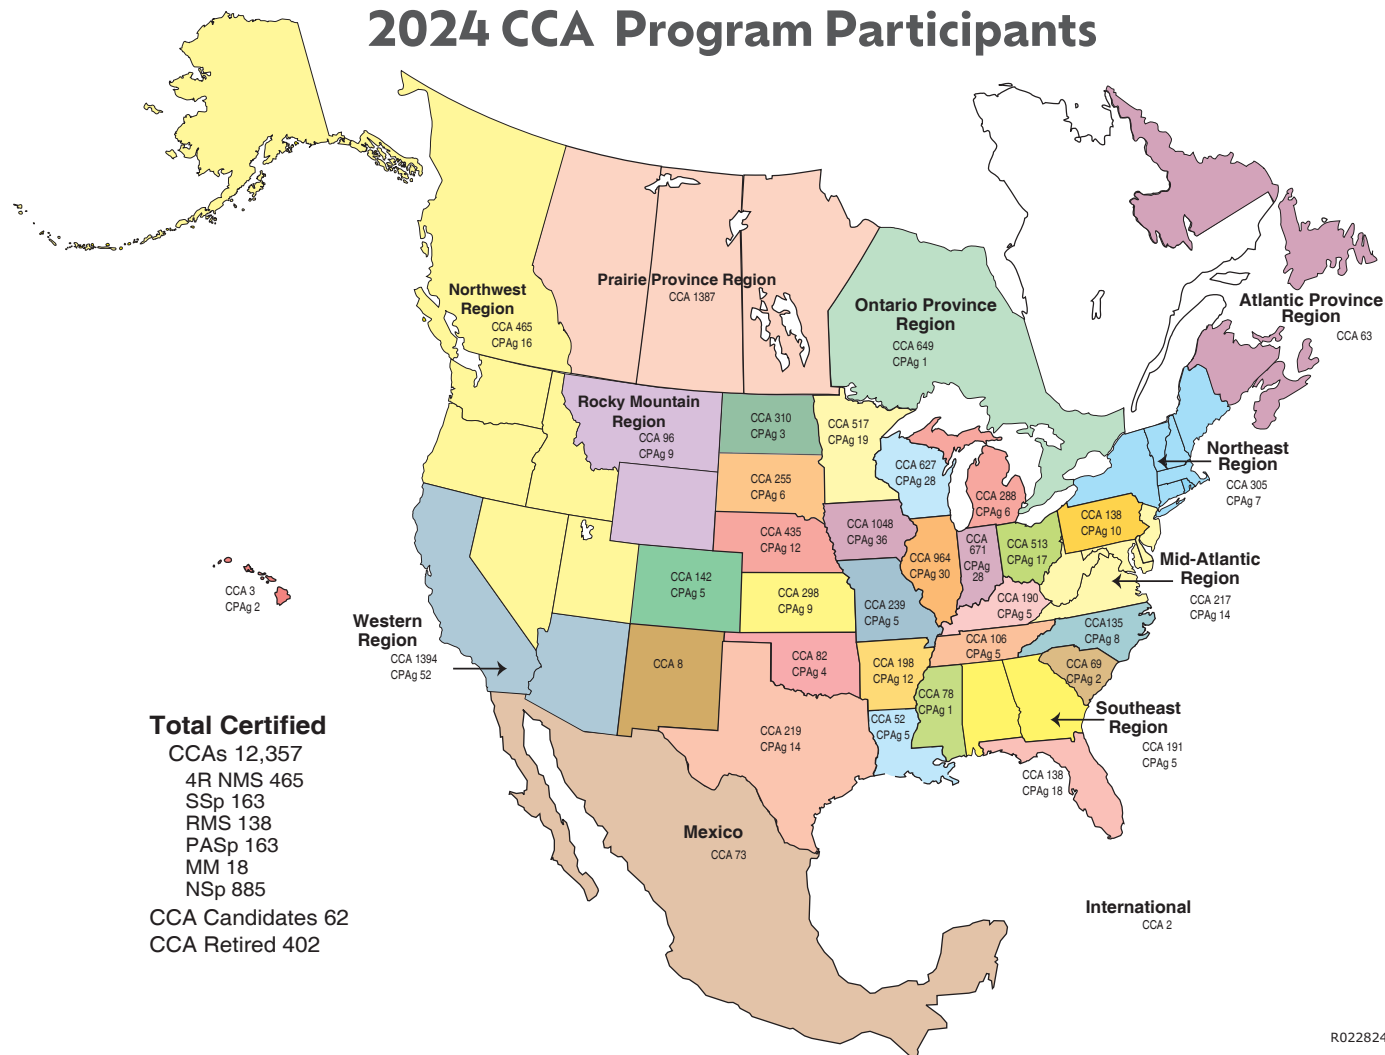 2024 CCA Program Participants
Northwest
Region
CCA 465
CPAg 16
Prairie Province Region
CCA 1387
Ontario Province
Region
CCA 649
CPAg 1
Atlantic Province
Region
CCA 63
Rocky Mountain
Region
CCA 96
CPAg 9
CCA 310
CPAg 3
CCA 517
CPAg 19
CCA 627
CPAg 28
CCA 288
CPAg 6
Northeast
Region
CCA 305
CPAg 7
CCA 255
CPAg 6
CCA 435
CPAg 12
CCA 1048
CPAg 36
CCA 964
CPAg 30
CCA
671
CPAg
28
CCA 513
CPAg 17
CCA 138
CPAg 10
Mid-Atlantic
Region
CCA 217
CPAg 14
CCA 142
CPAg 5
CCA 298
CPAg 9
CCA 239
CPAg 5
CCA 190
CPAg 5
CCA135
CPAg 8
CCA 3
CPAg 2
Western
Region
CCA 1394
CPAg 52
CCA 8
CCA 82
CPAg 4
CCA 198
CPAg 12
CCA 106
CPAg 5
CCA 69
CPAg 2
CCA 78
CPAg 1
CCA 52
CPAg 5
CCA 219
CPAg 14
Southeast
Region
CCA 191
CPAg 5
CCA 138
CPAg 18
Total Certified
CCAs 12,357
4R NMS 465
SSp 163
RMS 138
PASp 163
MM 18
NSp 885
CCA Candidates 62
CCA Retired 402
Mexico
CCA 73
International
CCA 2
R022824